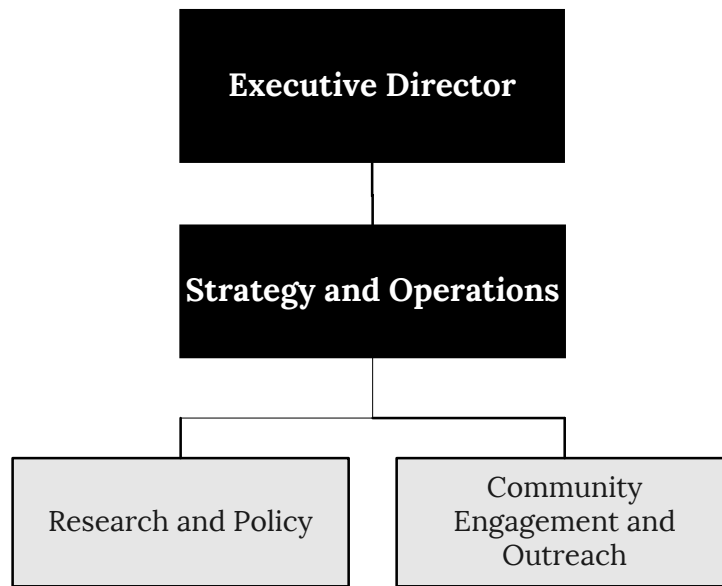 Executive Director
Strategy and Operations
Research and Policy
Community
Engagement and
Outreach